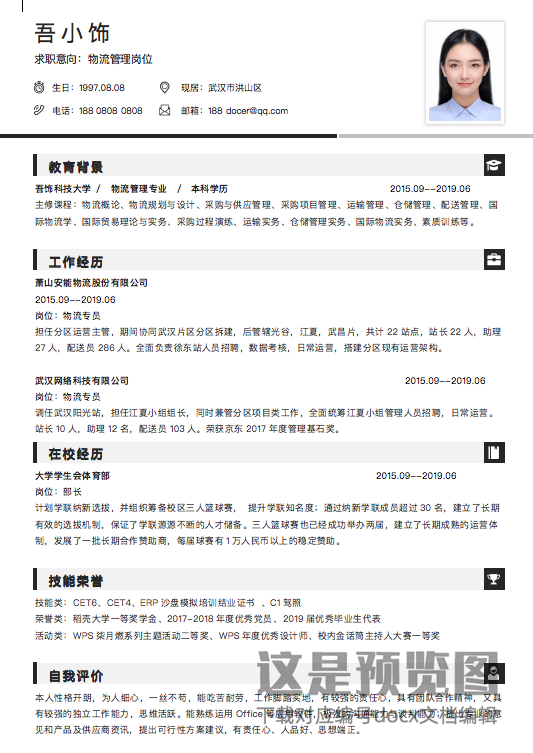 吾小饰
求职意向：物流管理岗位
生日：1997.08.08
现居：武汉市洪山区
电话：188 0808 0808
邮箱：188 docer@qq.com
教育背景
吾饰科技大学 / 物流管理专业 / 本科学历 2015.09--2019.06
主修课程：物流概论、物流规划与设计、采购与供应管理、采购项目管理、运输管理、仓储管理、配送管理、国
际物流学、国际贸易理论与实务、采购过程演练、运输实务、仓储管理实务、国际物流实务、素质训练等。
工作经历
萧山安能物流股份有限公司
2015.09--2019.06
岗位：物流专员
担任分区运营主管，期间协同武汉片区分区拆建，后管辖光谷，江夏，武昌片，共计 22 站点，站长 22 人，助理
27 人，配送员 286 人。全面负责徐东站人员招聘，数据考核，日常运营，搭建分区现有运营架构。
武汉网络科技有限公司 2015.09--2019.06
岗位：物流专员
调任武汉阳光站，担任江夏小组组长，同时兼管分区项目类工作，全面统筹江夏小组管理人员招聘，日常运营。
站长 10 人，助理 12 名，配送员 103 人。荣获京东 2017 年度管理基石奖。
在校经历
大学学生会体育部 2015.09--2019.06
岗位：部长
计划学联纳新选拔，并组织筹备校区三人篮球赛， 提升学联知名度；通过纳新学联成员超过 30 名，建立了长期
有效的选拔机制，保证了学联源源不断的人才储备。三人篮球赛也已经成功举办两届，建立了长期成熟的运营体
制，发展了一批长期合作赞助商，每届球赛有 1 万人民币以上的稳定赞助。
技能荣誉
技能类：CET6、CET4、ERP 沙盘模拟培训结业证书 、C1 驾照
荣誉类：稻壳大学一等奖学金、2017-2018 年度优秀党员、2019 届优秀毕业生代表
活动类：WPS 柒月燃系列主题活动二等奖、WPS 年度优秀设计师、校内金话筒主持人大赛一等奖
自我评价
本人性格开朗，为人细心，一丝不苟，能吃苦耐劳，工作脚踏实地，有较强的责任心，具有团队合作精神，又具
有较强的独立工作能力，思维活跃。能熟练运用 Office 等应用软件，
见和产品及供应商资讯，提出可行性方案建议，有责任心、人品好、思想端正。
这是预览图
下载对应编号docx文档编辑